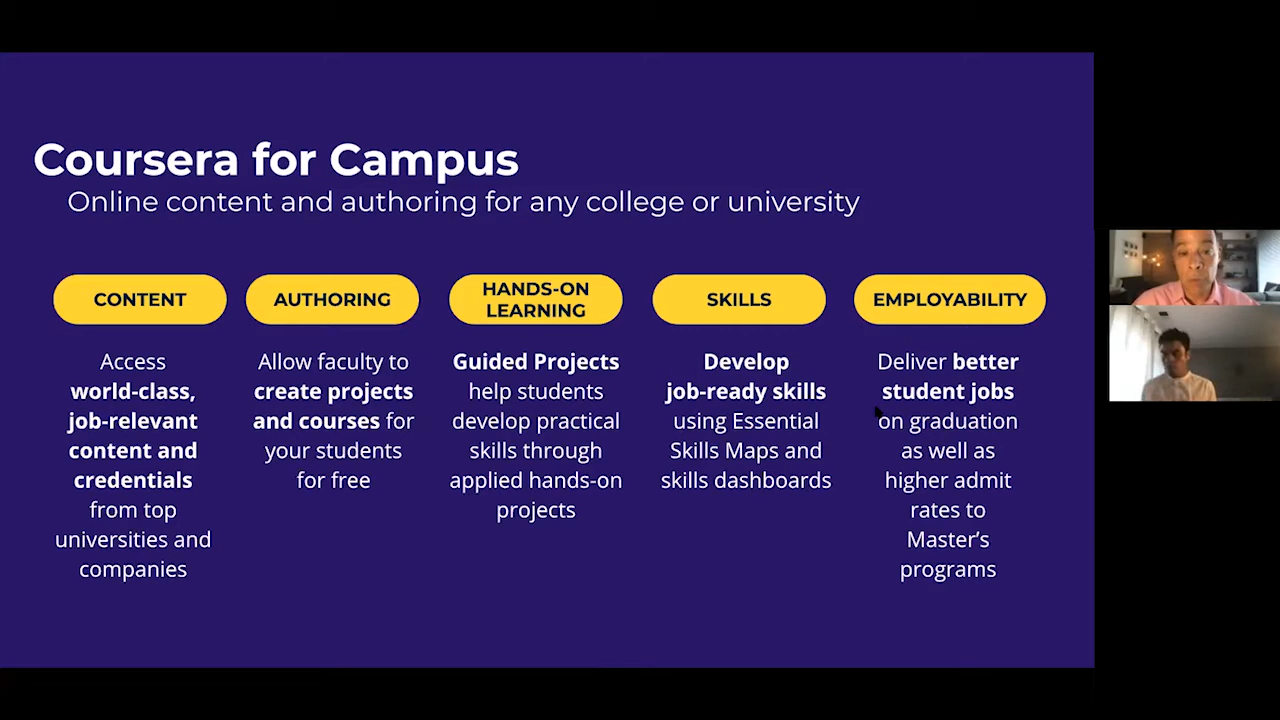 Coursera for Campus
Online content and authoring for any college or university
CONTENT
Access
world-class,
job-relevant
content and
credentials
from top
universities and
companies
AUTHORING
Allow faculty to
create projects
and courses for
your students
for free
HANDS-ON
LEARNING
Guided Projects
help students
develop practical
skills through
applied hands-on
projects
SKILLS
Develop
job-ready skills
using Essential
Skills Maps and
skills dashboards
EMPLOYABILITY
Deliver better
student jobs
on graduation
as well as
higher admit
rates to
Master’s
programs